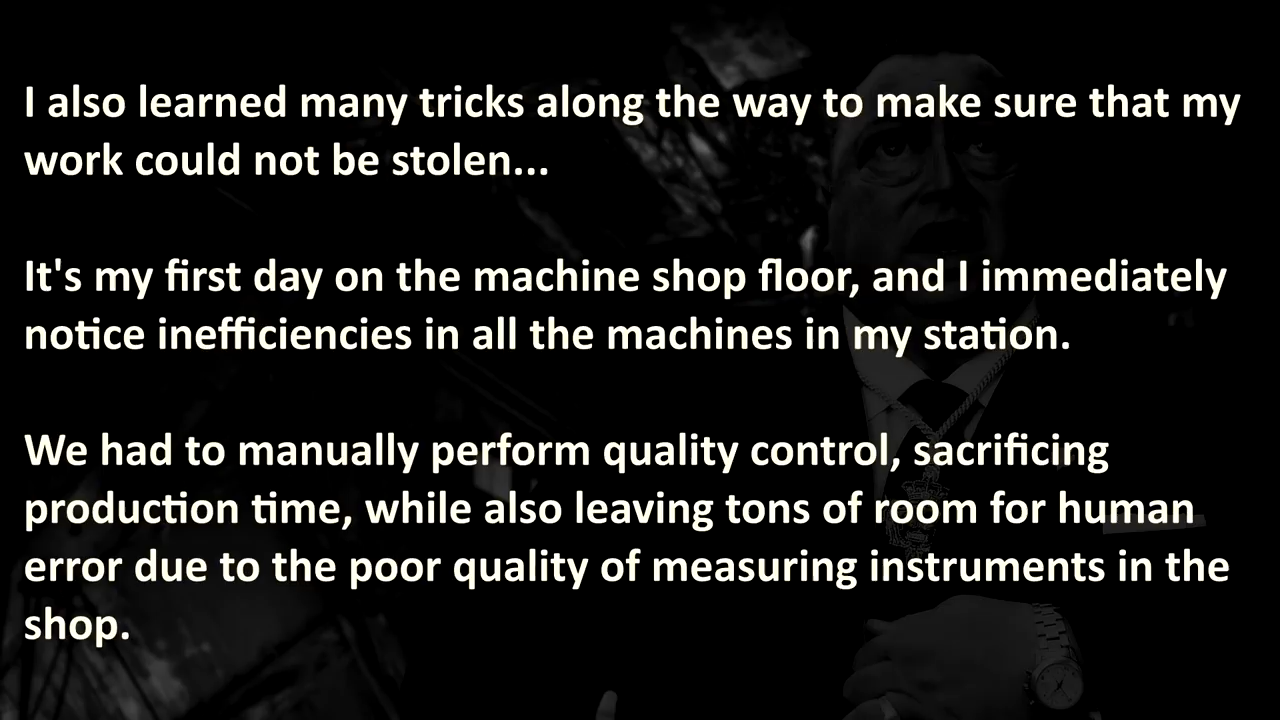 I also learned many tricks along the way to make sure that my
work could not be stolen...
It's my first day on the machine shop floor, and I immediately
notice inefficiencies in all the machines in my station.
We had to manually perform quality control, sacrificing
production time, while also leaving tons of room for human
error due to the poor quality of measuring instruments in the
shop.